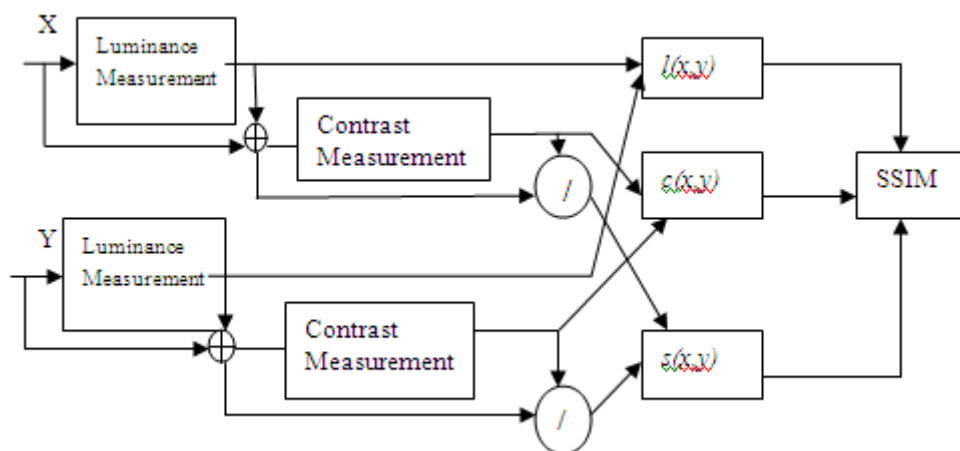 X
Luminance
Measurement
l(x,y)
Contrast
Measurement
/
c(x,y)
SSIM
Y
Luminance
Measurement
Contrast
Measurement
s(x,y)
/